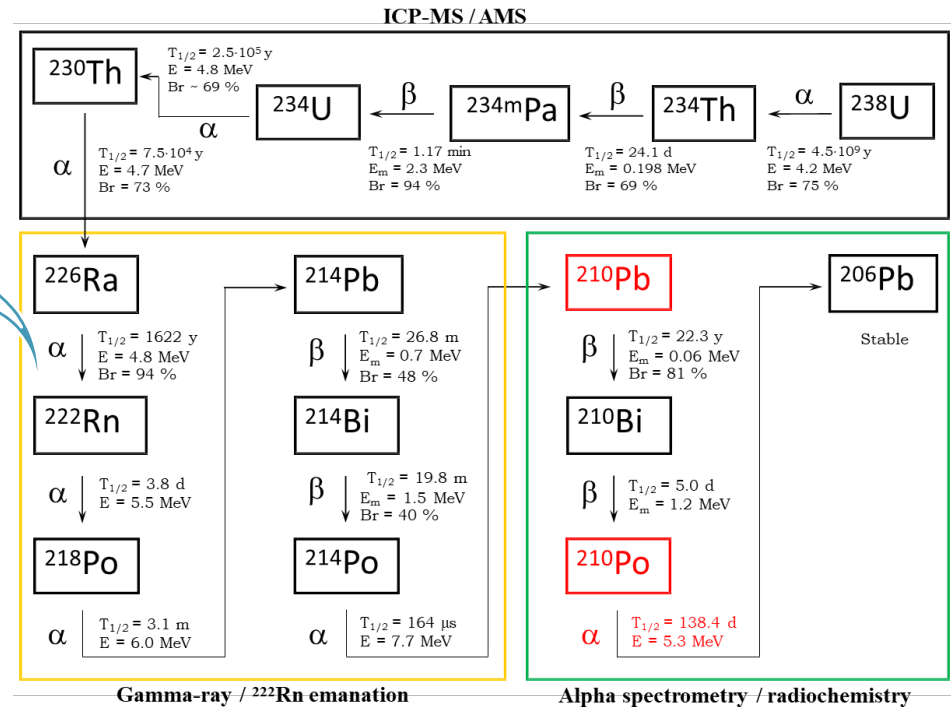 ICP-MS / AMS
²³⁰Th
T₁/₂ = 2.5·10⁵ y
E = 4.8 MeV
Br ~ 69 %
α
²³⁴U
β
²³⁴ᵐPa
β
²³⁴Th
α
²³⁸U
T₁/₂ = 1.17 min
Eₘ = 2.3 MeV
Br = 94 %
T₁/₂ = 24.1 d
Eₘ = 0.198 MeV
Br = 69 %
T₁/₂ = 4.5·10⁹ y
E = 4.2 MeV
Br = 75 %
α
T₁/₂ = 7.5·10⁴ y
E = 4.7 MeV
Br = 73 %
²²⁶Ra
α
T₁/₂ = 1622 y
E = 4.8 MeV
Br = 94 %
²²²Rn
α
T₁/₂ = 3.8 d
E = 5.5 MeV
²¹⁸Po
α
T₁/₂ = 3.1 m
E = 6.0 MeV
²¹⁴Pb
β
T₁/₂ = 26.8 m
Eₘ = 0.7 MeV
Br = 48 %
²¹⁴Bi
β
T₁/₂ = 19.8 m
Eₘ = 1.5 MeV
Br = 40 %
²¹⁴Po
α
T₁/₂ = 164 µs
E = 7.7 MeV
²¹⁰Pb
β
T₁/₂ = 22.3 y
Eₘ = 0.06 MeV
Br = 81 %
²¹⁰Bi
β
T₁/₂ = 5.0 d
Eₘ = 1.2 MeV
²¹⁰Po
α
T₁/₂ = 138.4 d
E = 5.3 MeV
²⁰⁶Pb
Stable
Gamma-ray / ²²²Rn emanation
Alpha spectrometry / radiochemistry